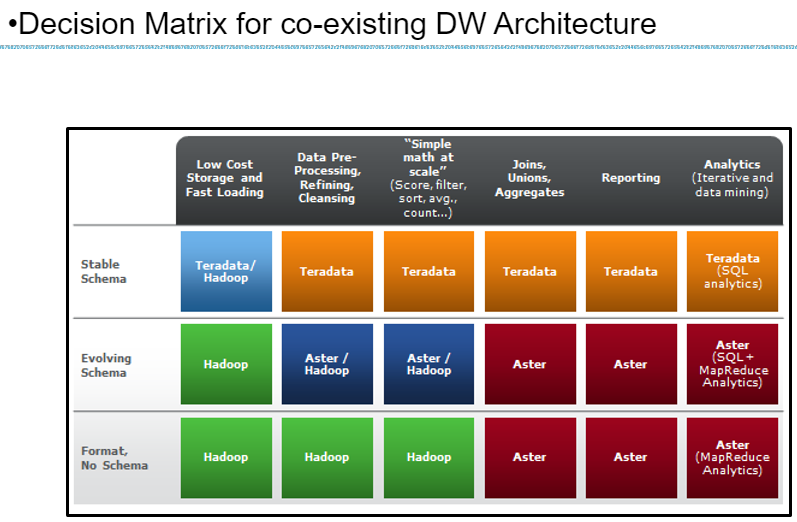 •Decision Matrix for co-existing DW Architecture
Low Cost
Storage and
Fast Loading
Data Pre-
Processing,
Refining,
Cleansing
“Simple
math at
scale”
(Score, filter,
sort, avg.,
count...)
Joins,
Unions,
Aggregates
Reporting
Analytics
(Iterative and
data mining)
Stable
Schema
Teradata/
Hadoop
Teradata
Teradata
Teradata
Teradata
Teradata
(SQL
analytics)
Evolving
Schema
Hadoop
Aster /
Hadoop
Aster /
Hadoop
Aster
Aster
Aster
(SQL +
MapReduce
Analytics)
Format,
No Schema
Hadoop
Hadoop
Hadoop
Aster
Aster
Aster
(MapReduce
Analytics)